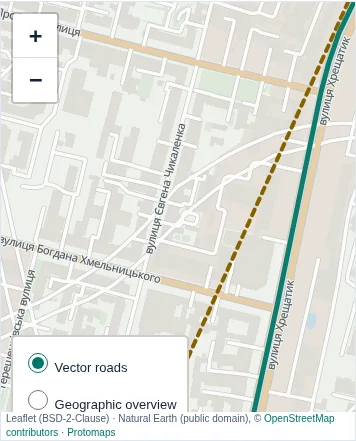 +
−
вулиця Хрещатик
вулиця Євгена Чикаленка
вулиця Богдана Хмельницького
вулиця Хрещатик
вулиця
Vector roads
Geographic overview
Leaflet (BSD-2-Clause) · Natural Earth (public domain), © OpenStreetMap
contributors · Protomaps